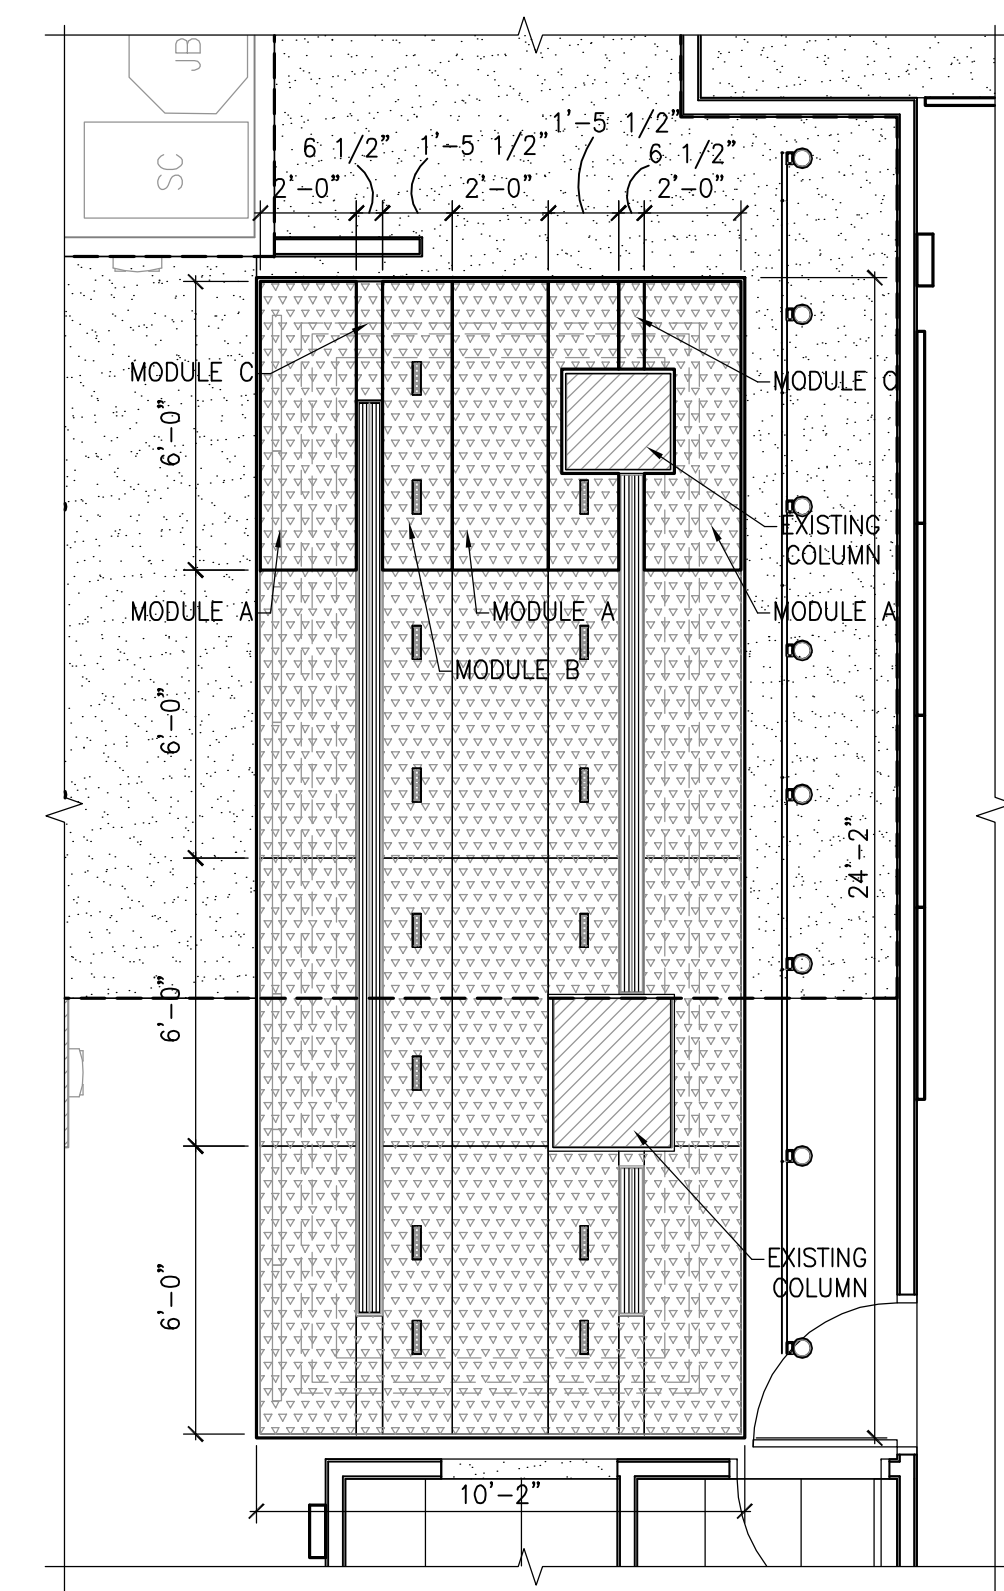 JB
SC
1'-5 1/2"
6 1/2"
1'-5 1/2"
6 1/2"
2'-0"
2'-0"
2'-0"
MODULE C
MODULE C
6'-0"
EXISTING
COLUMN
MODULE A
MODULE A
MODULE A
MODULE B
6'-0"
24'-2"
6'-0"
EXISTING
COLUMN
6'-0"
10'-2"